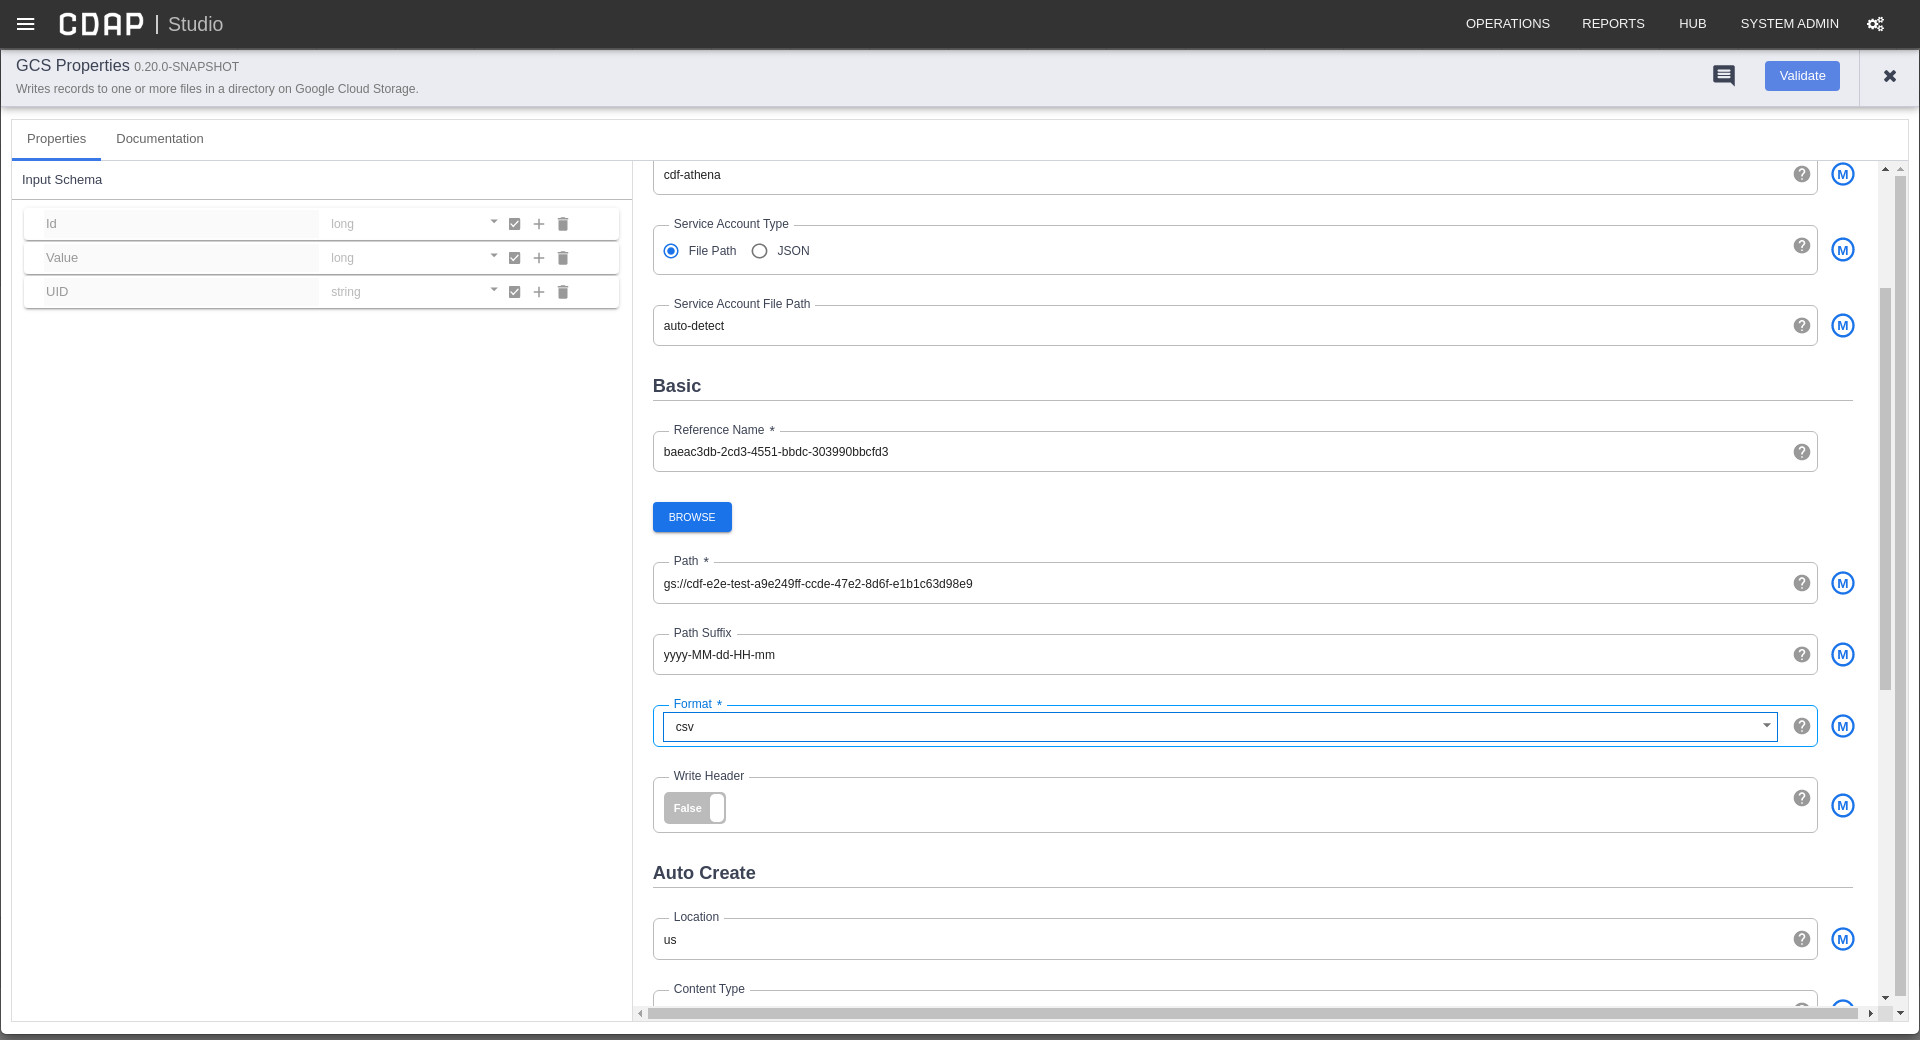 CDAP | Studio
OPERATIONS REPORTS HUB SYSTEM ADMIN
GCS Properties 0.20.0-SNAPSHOT
Writes records to one or more files in a directory on Google Cloud Storage.
Validate
Properties Documentation
Input Schema
Id long
Value long
UID string
cdf-athena
M
Service Account Type
File Path JSON
M
Service Account File Path
auto-detect
M
Basic
Reference Name *
baeac3db-2cd3-4551-bbdc-303990bbcfd3
BROWSE
Path *
gs://cdf-e2e-test-a9e249ff-ccde-47e2-8d6f-e1b1c63d98e9
M
Path Suffix
yyyy-MM-dd-HH-mm
M
Format *
csv
M
Write Header
False
M
Auto Create
Location
us
M
Content Type